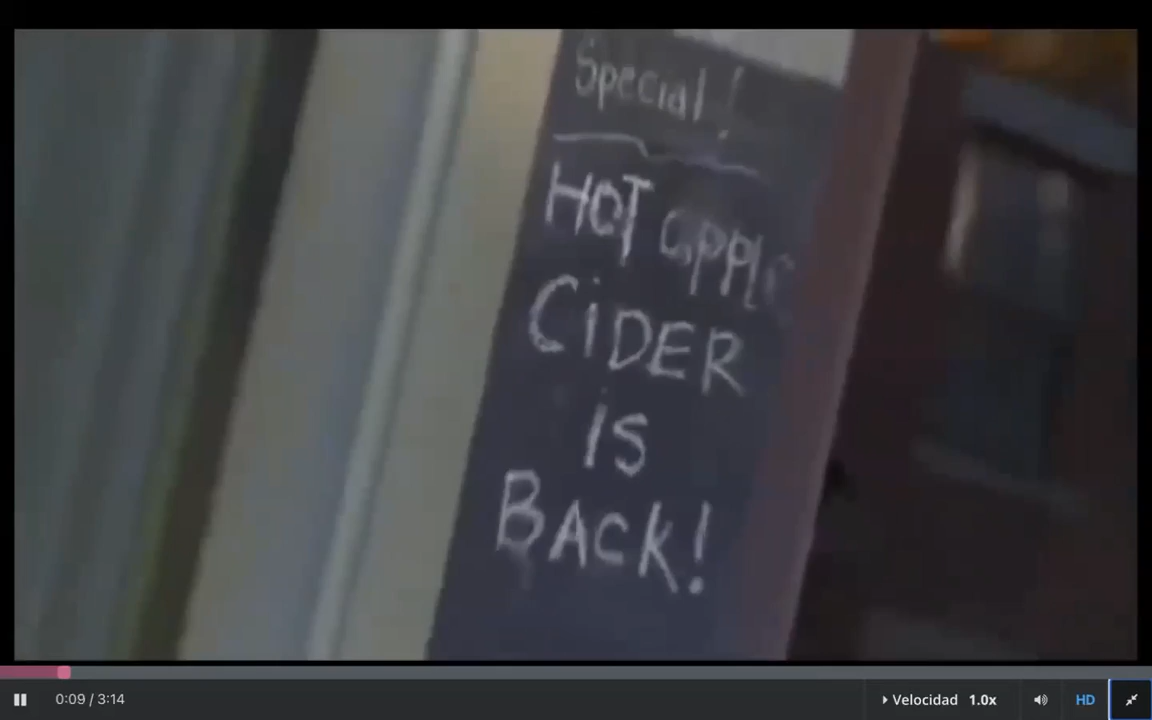 Special!
HOT apple
CiDER
is
BACK!
0:09 / 3:14
Velocidad 1.0x
HD